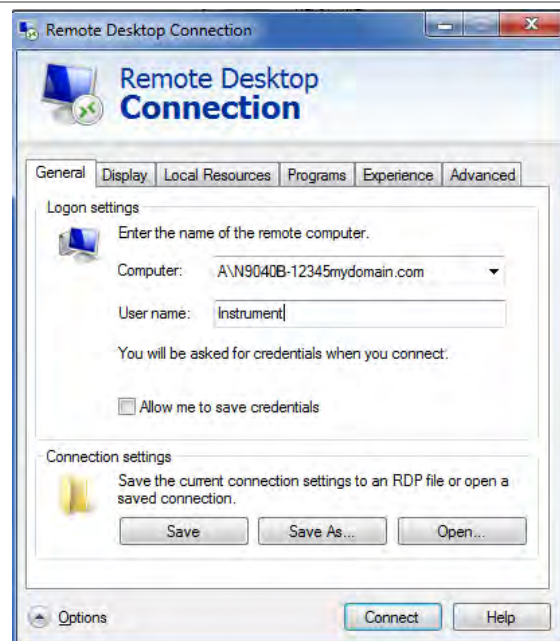 Remote Desktop Connection
Remote Desktop
Connection
General Display Local Resources Programs Experience Advanced
Logon settings
Enter the name of the remote computer.
Computer: A\N9040B-12345mydomain.com
User name: Instrument
You will be asked for credentials when you connect.
Allow me to save credentials
Connection settings
Save the current connection settings to an RDP file or open a
saved connection.
Save Save As... Open...
Options Connect Help